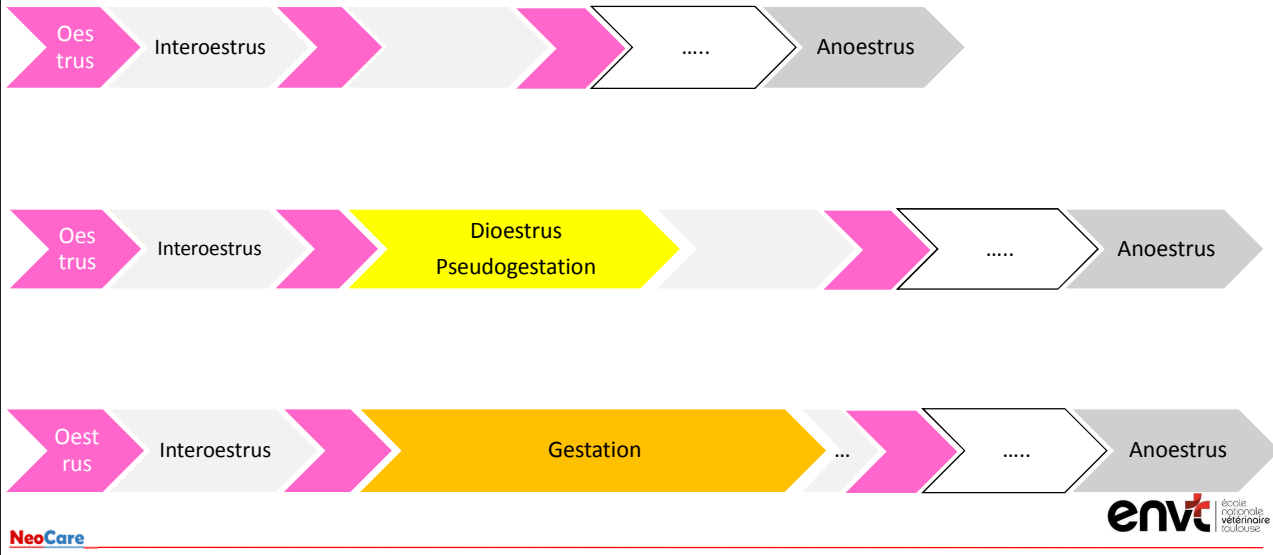 Oes
trus
Interoestrus
.....
Anoestrus
Oes
trus
Interoestrus
Dioestrus
Pseudogestation
.....
Anoestrus
Oest
rus
Interoestrus
Gestation
...
.....
Anoestrus
envt
école
nationale
vétérinaire
toulouse
NeoCare